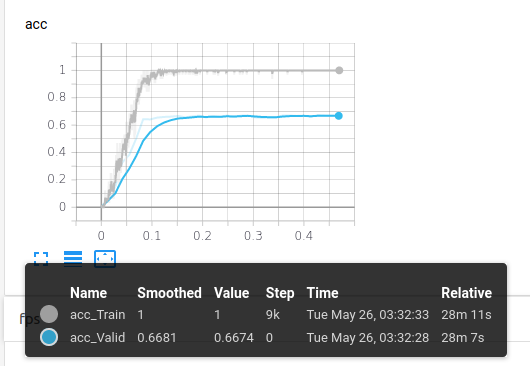 acc
1
0.8
0.6
0.4
0.2
0
0 0.1 0.2 0.3 0.4
fps
Name Smoothed Value Step Time Relative
acc_Train 1 1 9k Tue May 26, 03:32:33 28m 11s
acc_Valid 0.6681 0.6674 0 Tue May 26, 03:32:28 28m 7s